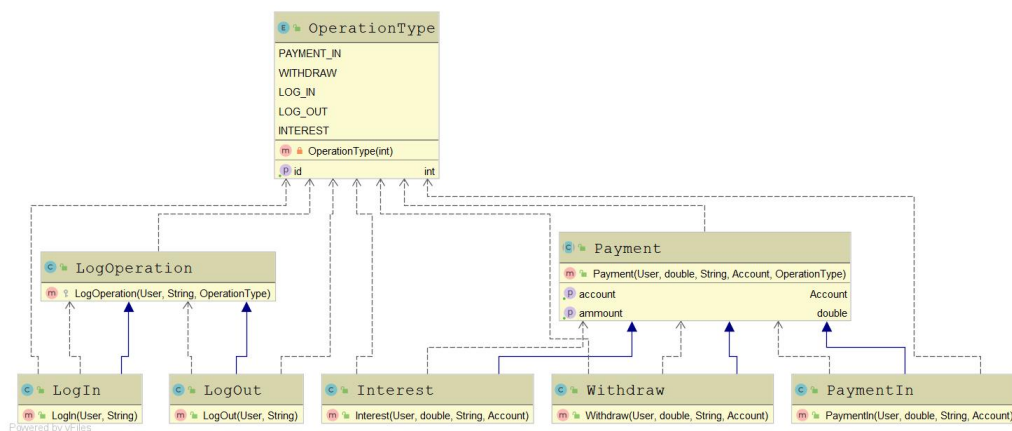 E OperationType
PAYMENT_IN
WITHDRAW
LOG_IN
LOG_OUT
INTEREST
m OperationType(int)
p id int
C LogOperation
m LogOperation(User, String, OperationType)
C Payment
m Payment(User, double, String, Account, OperationType)
p account Account
p ammount double
C LogIn
m LogIn(User, String)
C LogOut
m LogOut(User, String)
C Interest
m Interest(User, double, String, Account)
C Withdraw
m Withdraw(User, double, String, Account)
C PaymentIn
m PaymentIn(User, double, String, Account)
Powered by yFiles